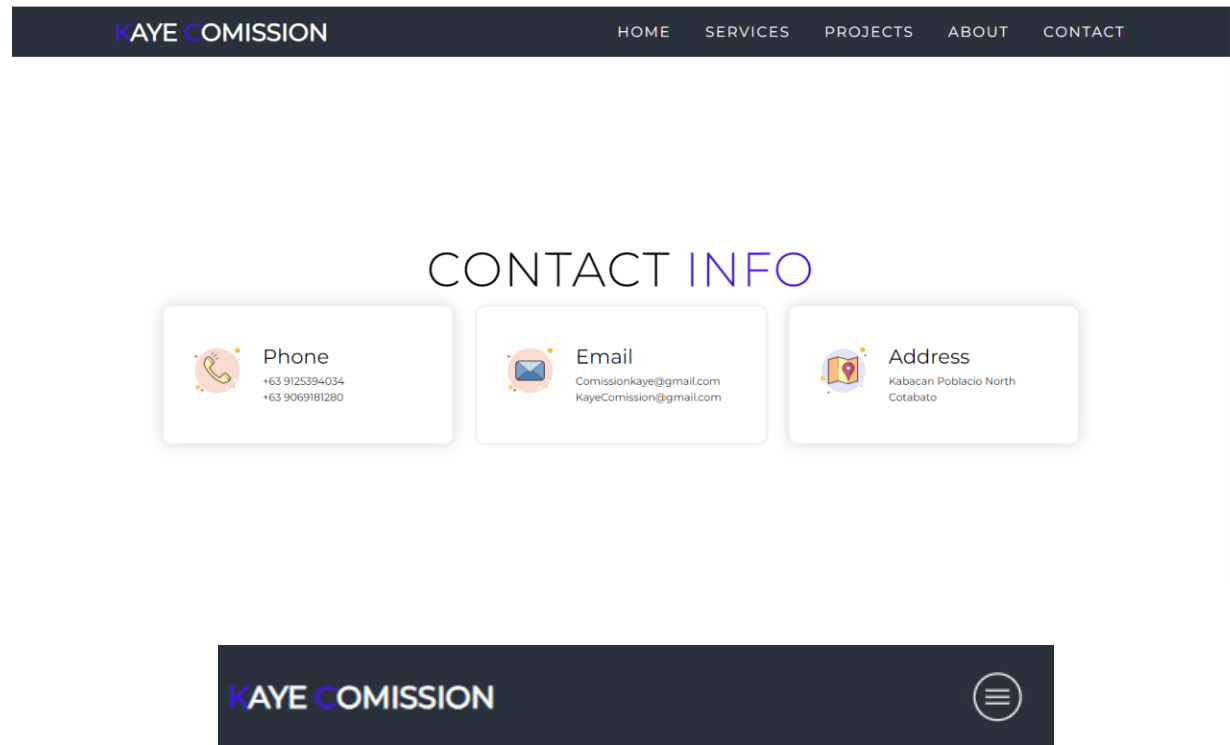 KAYE COMISSION
HOME SERVICES PROJECTS ABOUT CONTACT
CONTACT INFO
Phone
+63 9125394034
+63 9069181280
Email
Comissionkaye@gmail.com
KayeComission@gmail.com
Address
Kabacan Poblacio North
Cotabato
KAYE COMISSION